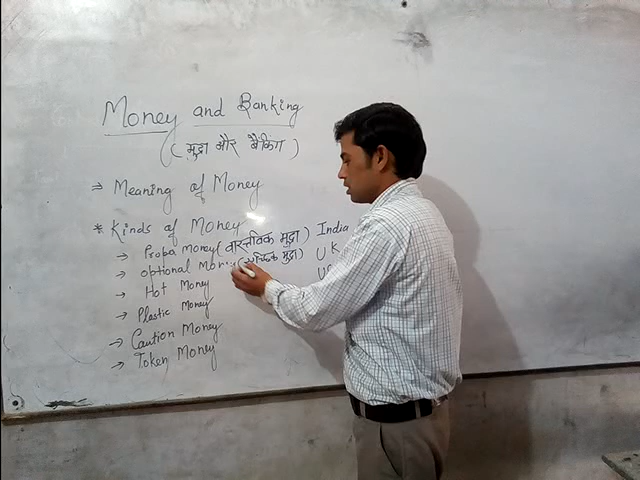 Money and Banking
(मुद्रा और बैंकिंग)
⇒ Meaning of Money
* Kinds of Money
→ Proba Money (वास्तविक मुद्रा) India
→ optional Money ( मुद्रा) U K
→ Hot Money
→ Plastic Money
→ Caution Money
→ Token Money